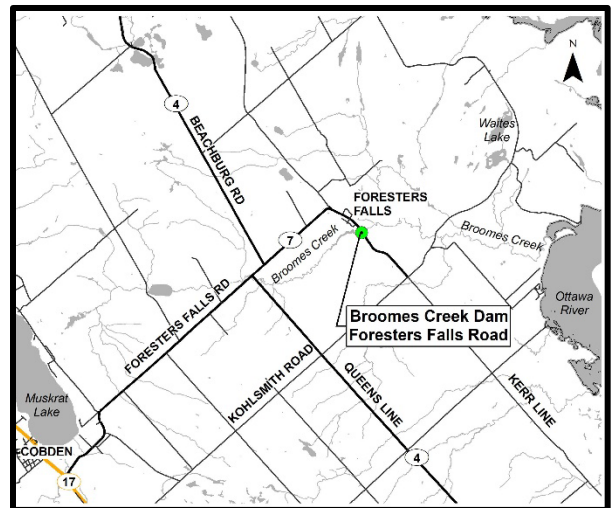 N
4
BEACHBURG RD
Waites
Lake
FORESTERS
FALLS
7
Broomes Creek
Broomes Creek
Ottawa
River
FORESTERS FALLS RD
Broomes Creek Dam
Foresters Falls Road
KOHLSMITH ROAD
QUEENS LINE
KERR LINE
Muskrat
Lake
COBDEN
4
17